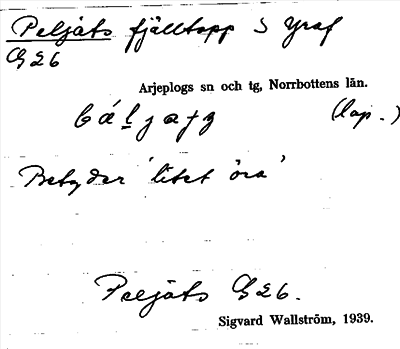 Peljåts fjälltopp S Graf
G26
Arjeplogs sn och tg, Norrbottens län.
(lap.)
Betyder 'litet öra'
Peljåts G26.
Sigvard Wallström, 1939.